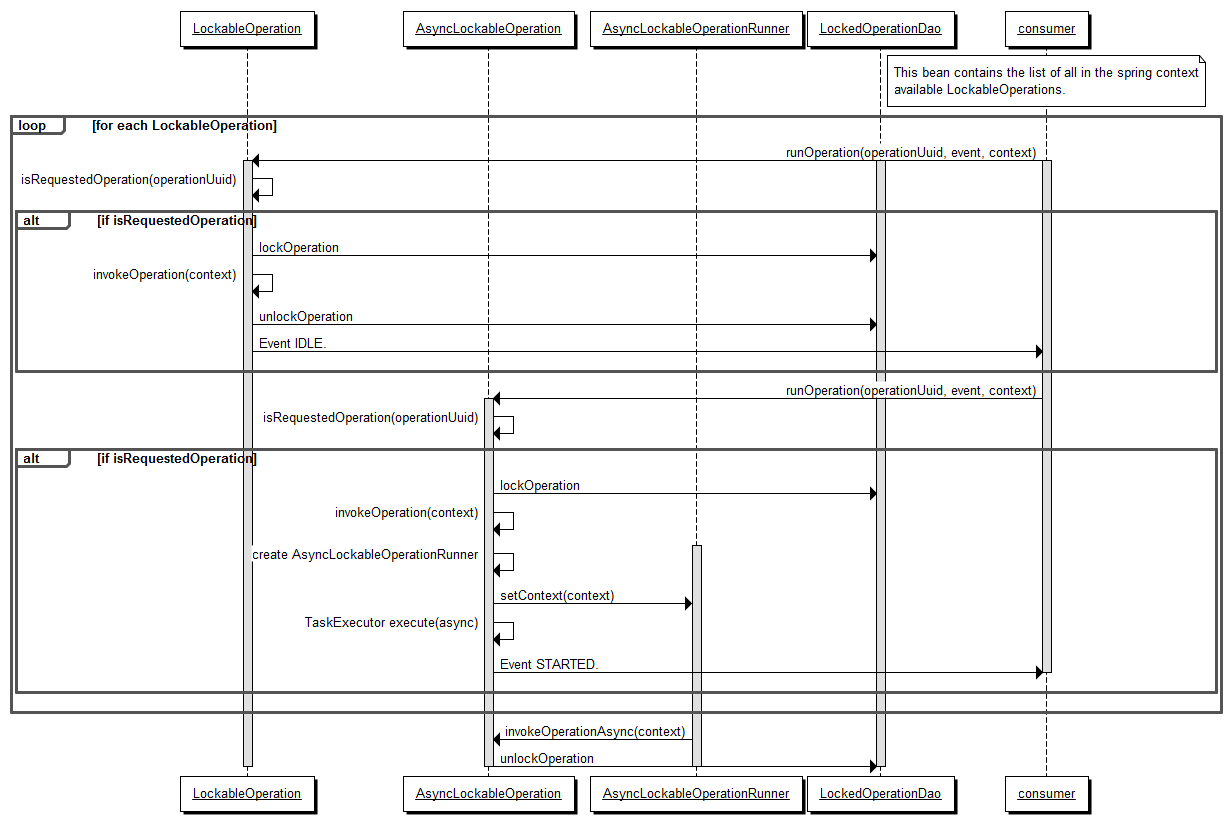 LockableOperation
AsyncLockableOperation
AsyncLockableOperationRunner
LockedOperationDao
consumer
This bean contains the list of all in the spring context
available LockableOperations.
loop
[for each LockableOperation]
runOperation(operationUuid, event, context)
isRequestedOperation(operationUuid)
alt
[if isRequestedOperation]
lockOperation
invokeOperation(context)
unlockOperation
Event IDLE.
runOperation(operationUuid, event, context)
isRequestedOperation(operationUuid)
alt
[if isRequestedOperation]
lockOperation
invokeOperation(context)
create AsyncLockableOperationRunner
setContext(context)
TaskExecutor execute(async)
Event STARTED.
invokeOperationAsync(context)
unlockOperation
LockableOperation
AsyncLockableOperation
AsyncLockableOperationRunner
LockedOperationDao
consumer